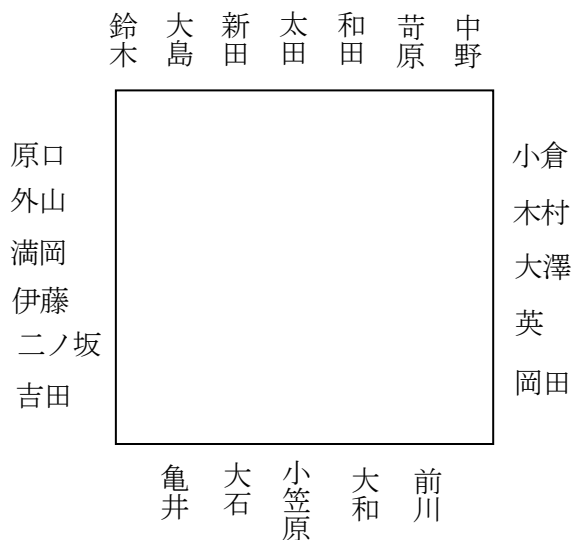 鈴木
大島
新田
太田
和田
苛原
中野
原口
外山
満岡
伊藤
二ノ坂
吉田
小倉
木村
大澤
英
岡田
亀井
大石
小笠原
大和
前川